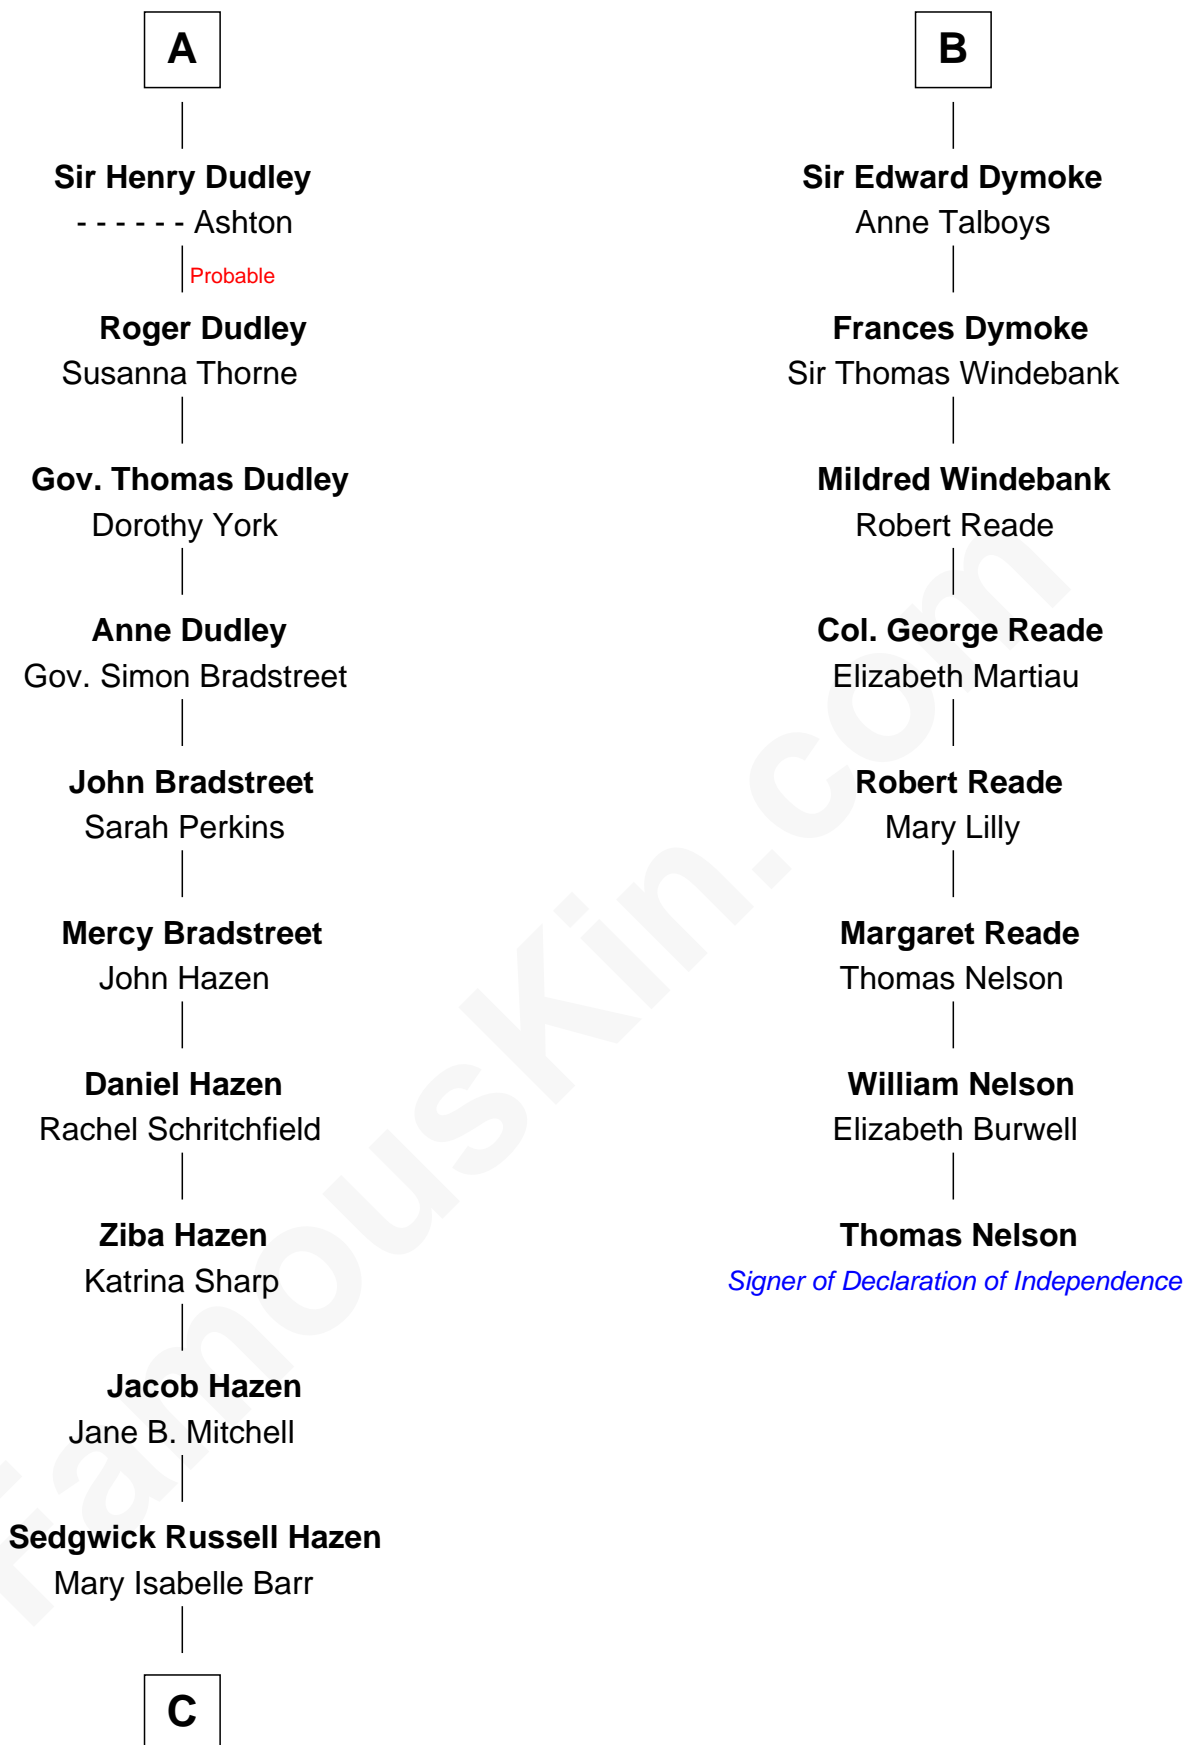 A
Sir Henry Dudley
- - - - - - Ashton
Probable
Roger Dudley
Susanna Thorne
Gov. Thomas Dudley
Dorothy York
Anne Dudley
Gov. Simon Bradstreet
John Bradstreet
Sarah Perkins
Mercy Bradstreet
John Hazen
Daniel Hazen
Rachel Schritchfield
Ziba Hazen
Katrina Sharp
Jacob Hazen
Jane B. Mitchell
Sedgwick Russell Hazen
Mary Isabelle Barr
C
B
Sir Edward Dymoke
Anne Talboys
Frances Dymoke
Sir Thomas Windebank
Mildred Windebank
Robert Reade
Col. George Reade
Elizabeth Martiau
Robert Reade
Mary Lilly
Margaret Reade
Thomas Nelson
William Nelson
Elizabeth Burwell
Thomas Nelson
Signer of Declaration of Independence
FamousKin.com